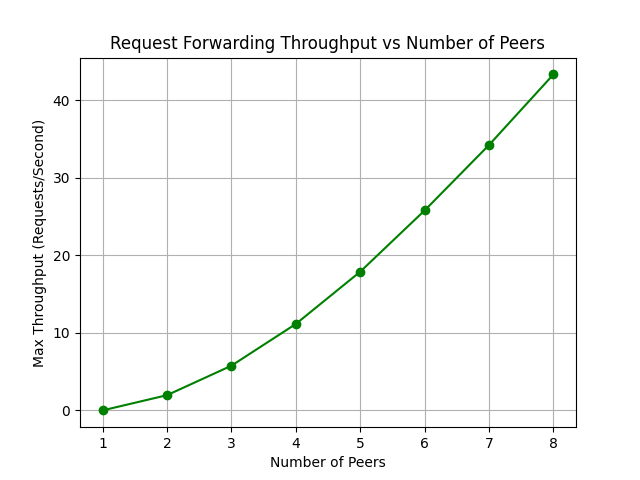 Request Forwarding Throughput vs Number of Peers
Max Throughput (Requests/Second)
40
30
20
10
0
1 2 3 4 5 6 7 8
Number of Peers